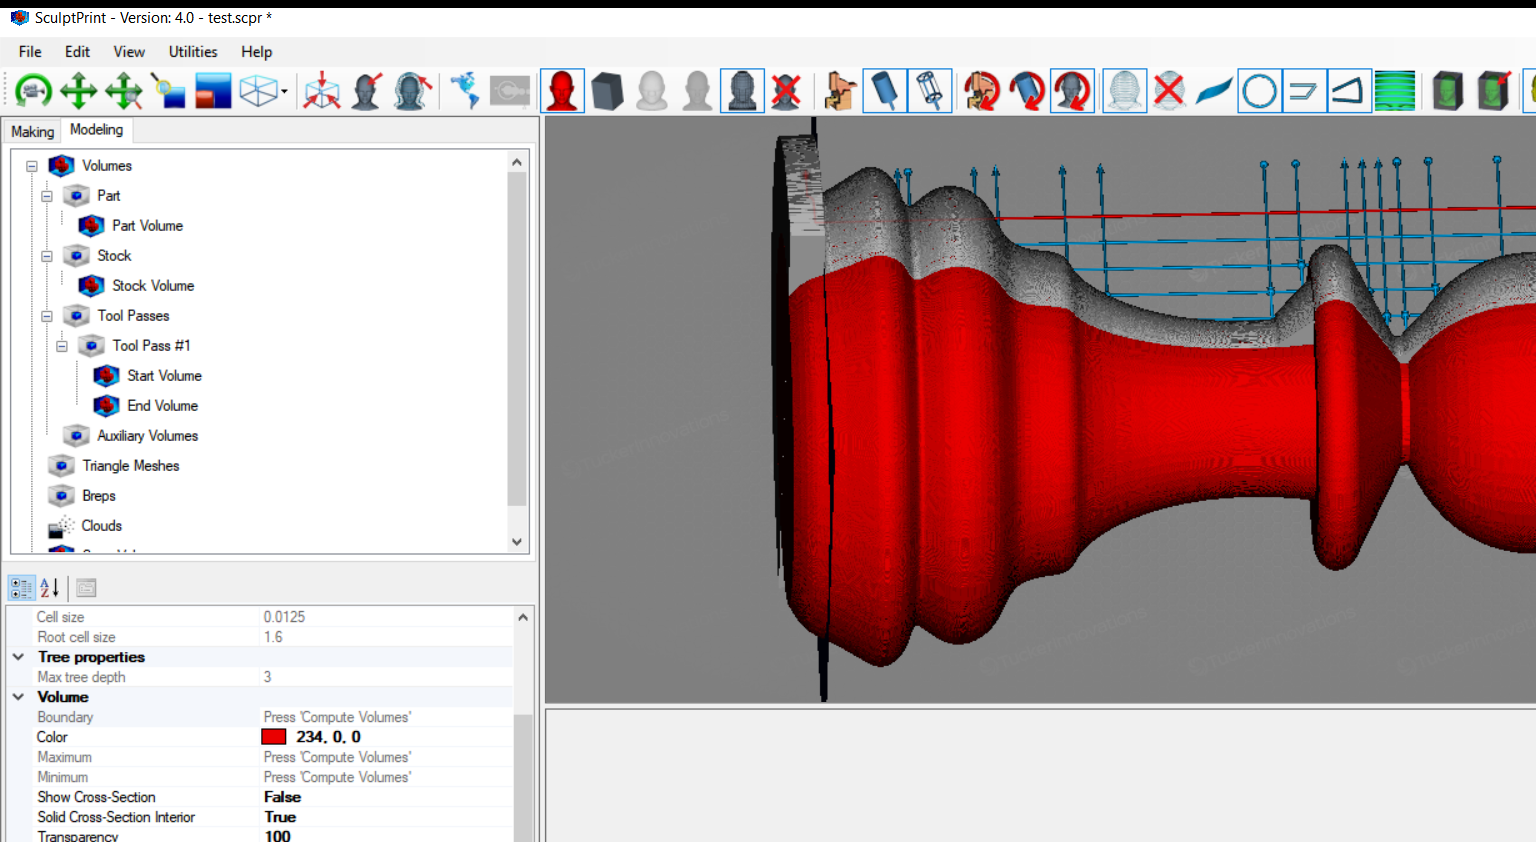 SculptPrint - Version: 4.0 - test.scpr *
File Edit View Utilities Help
Making Modeling
Volumes
Part
Part Volume
Stock
Stock Volume
Tool Passes
Tool Pass #1
Start Volume
End Volume
Auxiliary Volumes
Triangle Meshes
Breps
Clouds
Cell size 0.0125
Root cell size 1.6
Tree properties
Max tree depth 3
Volume
Boundary Press 'Compute Volumes'
Color 234, 0, 0
Maximum Press 'Compute Volumes'
Minimum Press 'Compute Volumes'
Show Cross-Section False
Solid Cross-Section Interior True
Transparency 100
©Tuckerinnovations
©Tuckerinnovations
©Tuckerinnovations